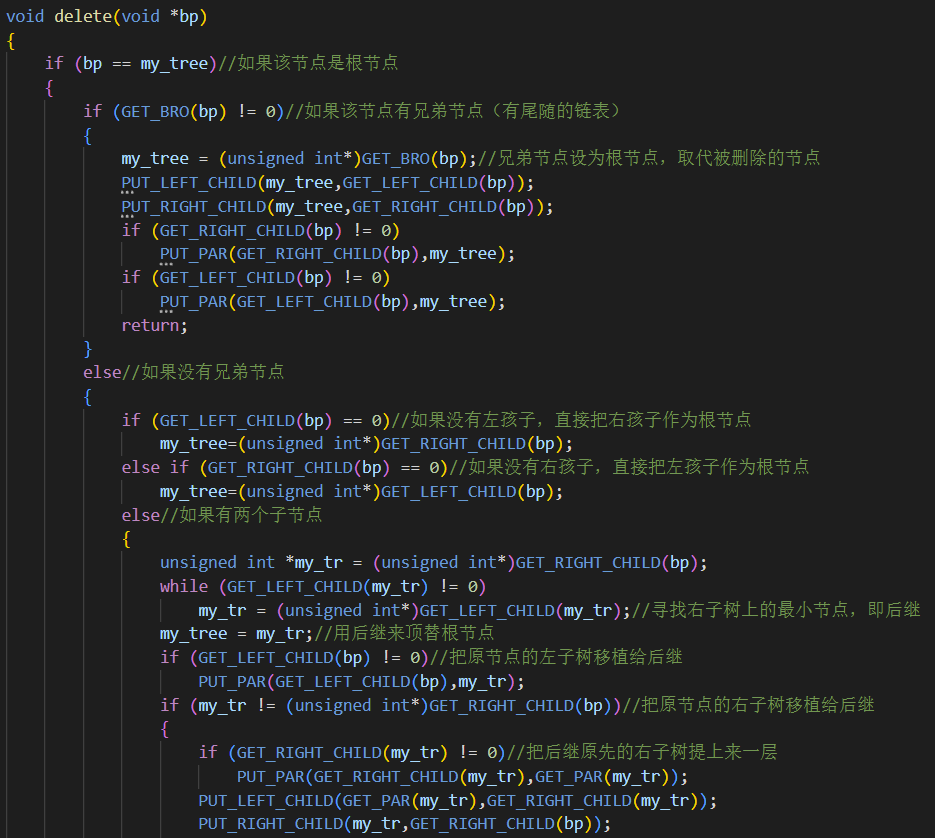 void delete(void *bp)
{
    if (bp == my_tree)//如果该节点是根节点
    {
        if (GET_BRO(bp) != 0)//如果该节点有兄弟节点（有尾随的链表）
        {
            my_tree = (unsigned int*)GET_BRO(bp);//兄弟节点设为根节点，取代被删除的节点
            PUT_LEFT_CHILD(my_tree,GET_LEFT_CHILD(bp));
            PUT_RIGHT_CHILD(my_tree,GET_RIGHT_CHILD(bp));
            if (GET_RIGHT_CHILD(bp) != 0)
                PUT_PAR(GET_RIGHT_CHILD(bp),my_tree);
            if (GET_LEFT_CHILD(bp) != 0)
                PUT_PAR(GET_LEFT_CHILD(bp),my_tree);
            return;
        }
        else//如果没有兄弟节点
        {
            if (GET_LEFT_CHILD(bp) == 0)//如果没有左孩子，直接把右孩子作为根节点
                my_tree=(unsigned int*)GET_RIGHT_CHILD(bp);
            else if (GET_RIGHT_CHILD(bp) == 0)//如果没有右孩子，直接把左孩子作为根节点
                my_tree=(unsigned int*)GET_LEFT_CHILD(bp);
            else//如果有两个子节点
            {
                unsigned int *my_tr = (unsigned int*)GET_RIGHT_CHILD(bp);
                while (GET_LEFT_CHILD(my_tr) != 0)
                    my_tr = (unsigned int*)GET_LEFT_CHILD(my_tr);//寻找右子树上的最小节点，即后继
                my_tree = my_tr;//用后继来顶替根节点
                if (GET_LEFT_CHILD(bp) != 0)//把原节点的左子树移植给后继
                    PUT_PAR(GET_LEFT_CHILD(bp),my_tr);
                if (my_tr != (unsigned int*)GET_RIGHT_CHILD(bp))//把原节点的右子树移植给后继
                {
                    if (GET_RIGHT_CHILD(my_tr) != 0)//把后继原先的右子树提上来一层
                        PUT_PAR(GET_RIGHT_CHILD(my_tr),GET_PAR(my_tr));
                    PUT_LEFT_CHILD(GET_PAR(my_tr),GET_RIGHT_CHILD(my_tr));
                    PUT_RIGHT_CHILD(my_tr,GET_RIGHT_CHILD(bp));